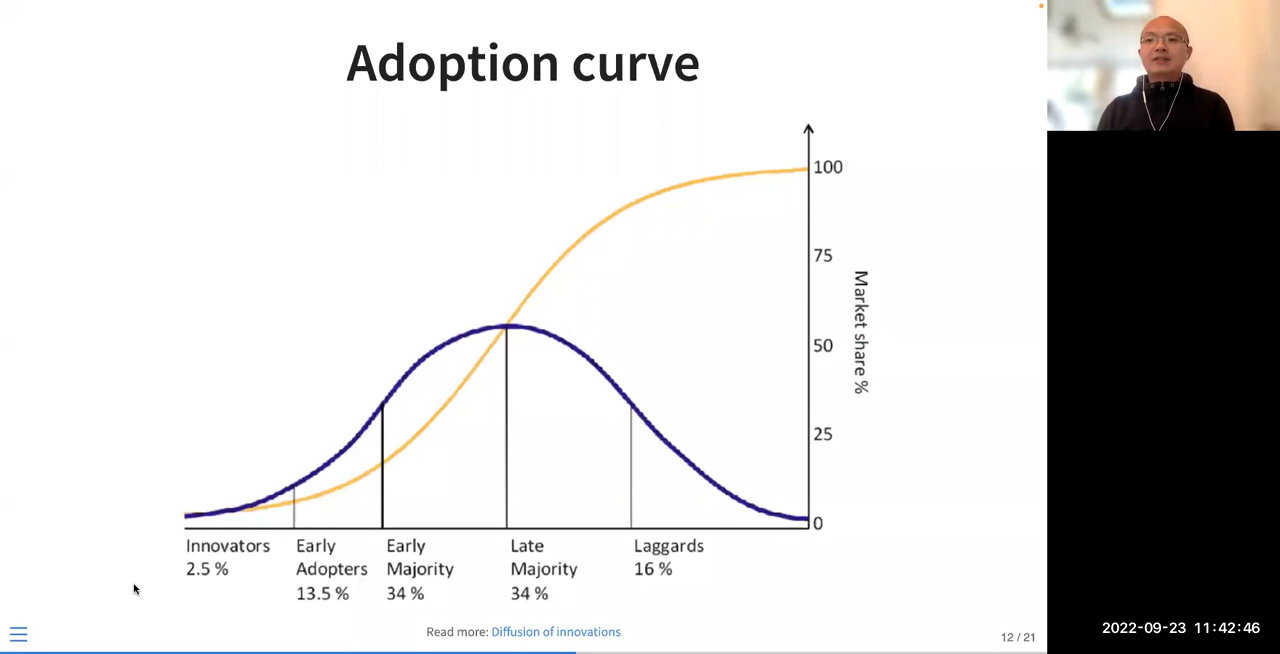 Adoption curve
100
75
50
25
0
Market share %
Innovators
2.5 %
Early
Adopters
13.5 %
Early
Majority
34 %
Late
Majority
34 %
Laggards
16 %
Read more: Diffusion of innovations
12 / 21
2022-09-23 11:42:46